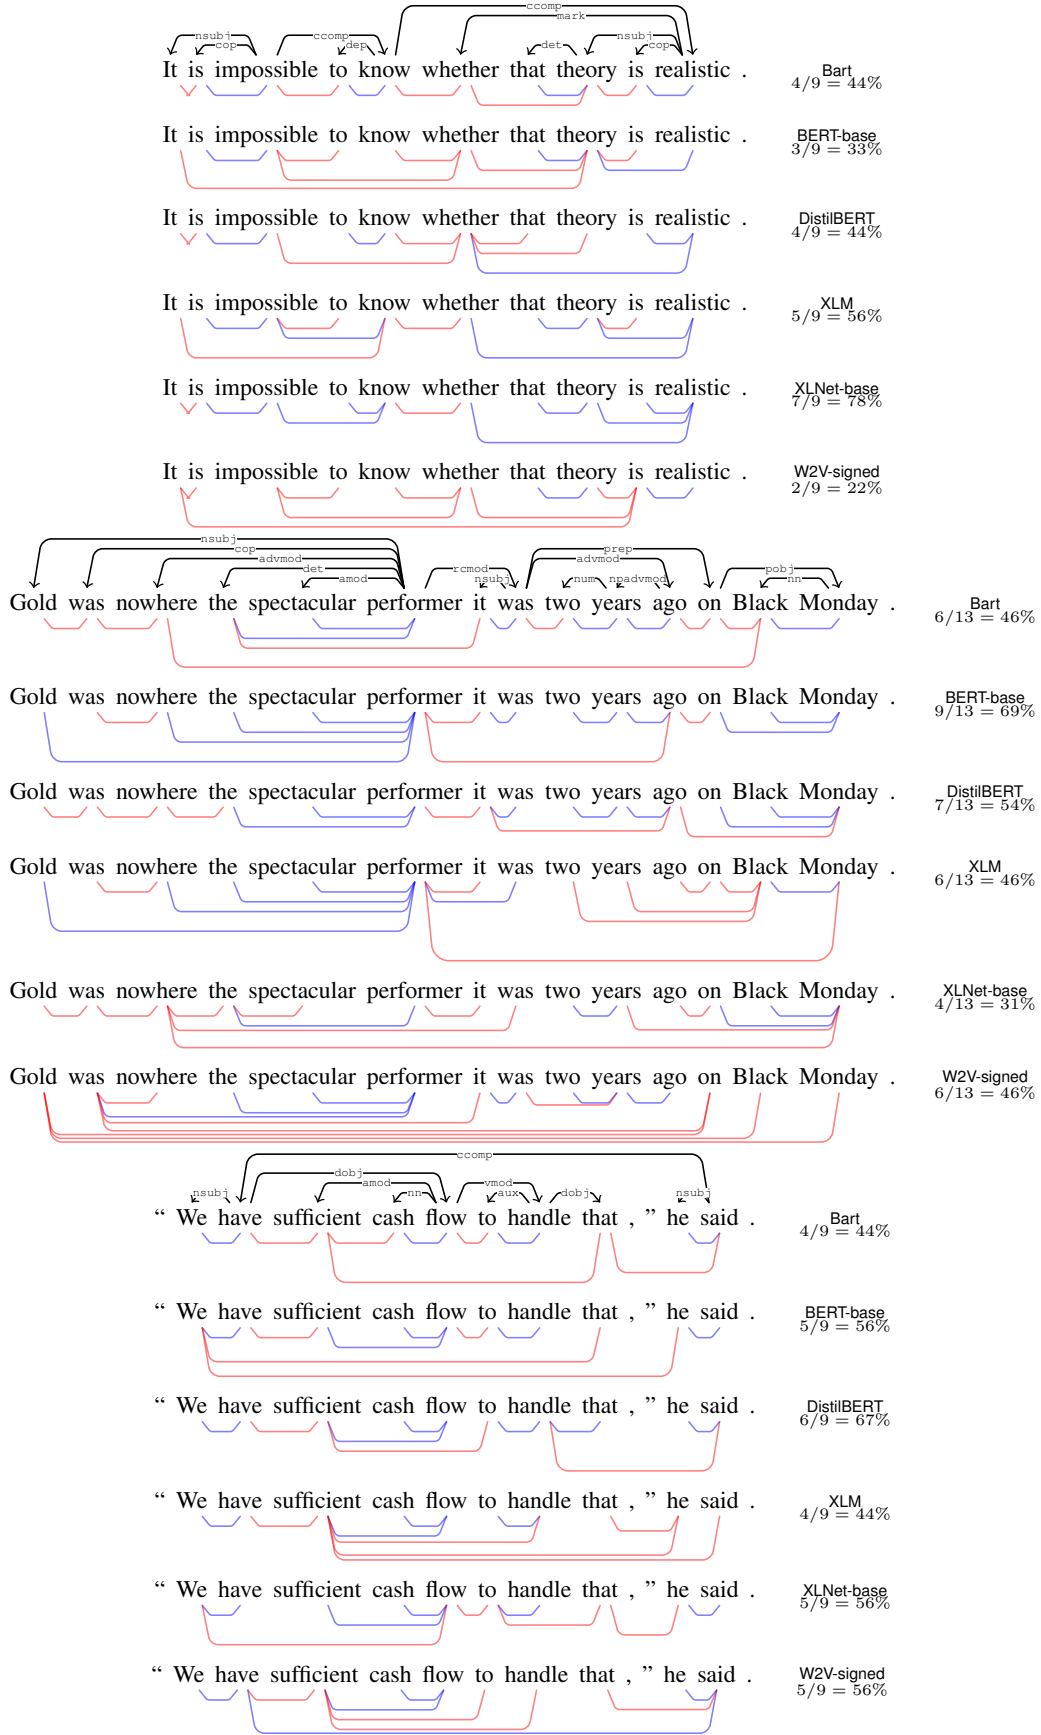 ccomp
mark
nsubj ccomp nsubj
cop dep det cop
It is impossible to know whether that theory is realistic . Bart
4/9 = 44%
It is impossible to know whether that theory is realistic . BERT-base
3/9 = 33%
It is impossible to know whether that theory is realistic . DistilBERT
4/9 = 44%
It is impossible to know whether that theory is realistic . XLM
5/9 = 56%
It is impossible to know whether that theory is realistic . XLNet-base
7/9 = 78%
It is impossible to know whether that theory is realistic . W2V-signed
2/9 = 22%
nsubj
cop prep
advmod advmod
det rcmod pobj
amod nsubj num npadvmod nn
Gold was nowhere the spectacular performer it was two years ago on Black Monday . Bart
6/13 = 46%
Gold was nowhere the spectacular performer it was two years ago on Black Monday . BERT-base
9/13 = 69%
Gold was nowhere the spectacular performer it was two years ago on Black Monday . DistilBERT
7/13 = 54%
Gold was nowhere the spectacular performer it was two years ago on Black Monday . XLM
6/13 = 46%
Gold was nowhere the spectacular performer it was two years ago on Black Monday . XLNet-base
4/13 = 31%
Gold was nowhere the spectacular performer it was two years ago on Black Monday . W2V-signed
6/13 = 46%
ccomp
dobj
amod vmod
nsubj nn aux dobj nsubj
“ We have sufficient cash flow to handle that , ” he said . Bart
4/9 = 44%
“ We have sufficient cash flow to handle that , ” he said . BERT-base
5/9 = 56%
“ We have sufficient cash flow to handle that , ” he said . DistilBERT
6/9 = 67%
“ We have sufficient cash flow to handle that , ” he said . XLM
4/9 = 44%
“ We have sufficient cash flow to handle that , ” he said . XLNet-base
5/9 = 56%
“ We have sufficient cash flow to handle that , ” he said . W2V-signed
5/9 = 56%